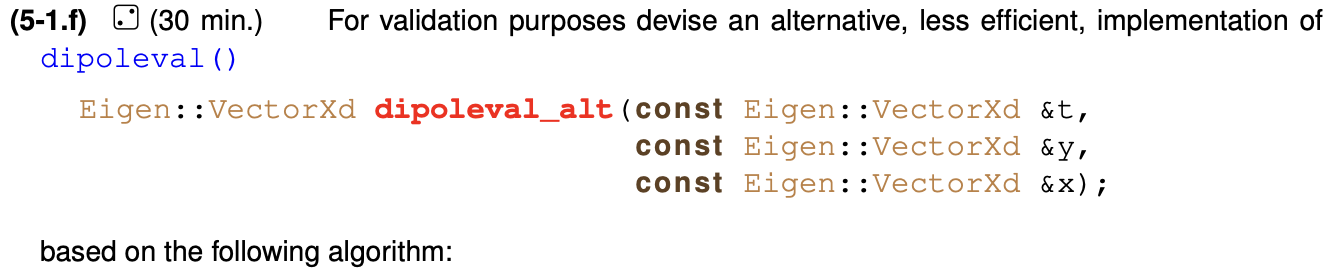 (5-1.f) ⚁ (30 min.) For validation purposes devise an alternative, less efficient, implementation of
dipoleval()
Eigen::VectorXd dipoleval_alt(const Eigen::VectorXd &t,
const Eigen::VectorXd &y,
const Eigen::VectorXd &x);
based on the following algorithm: